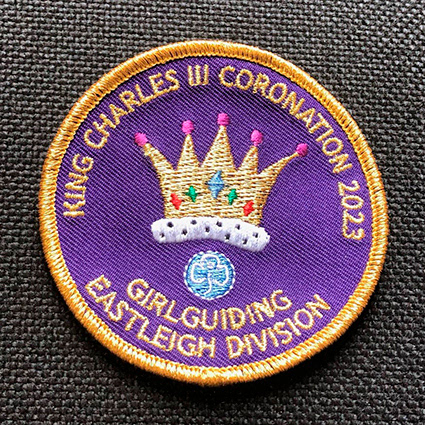 KING CHARLES III CORONATION 2023
GIRLGUIDING
EASTLEIGH DIVISION